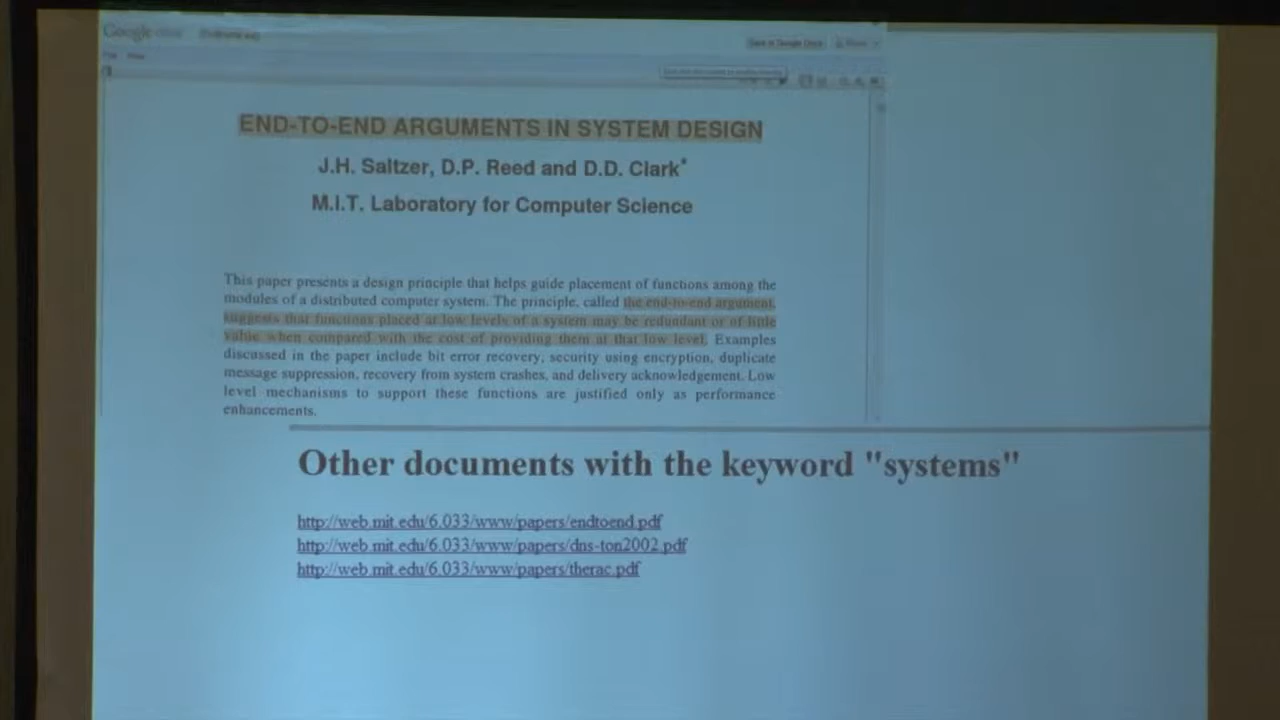 Google
END-TO-END ARGUMENTS IN SYSTEM DESIGN
J.H. Saltzer, D.P. Reed and D.D. Clark*
M.I.T. Laboratory for Computer Science
This paper presents a design principle that helps guide placement of functions among the
modules of a distributed computer system. The principle, called the end-to-end argument,
suggests that functions placed at low levels of a system may be redundant or of little
value when compared with the cost of providing them at that low level. Examples
discussed in the paper include bit error recovery, security using encryption, duplicate
message suppression, recovery from system crashes, and delivery acknowledgement. Low
level mechanisms to support these functions are justified only as performance
enhancements.
Other documents with the keyword "systems"
http://web.mit.edu/6.033/www/papers/endtoend.pdf
http://web.mit.edu/6.033/www/papers/dns-ton2002.pdf
http://web.mit.edu/6.033/www/papers/therac.pdf